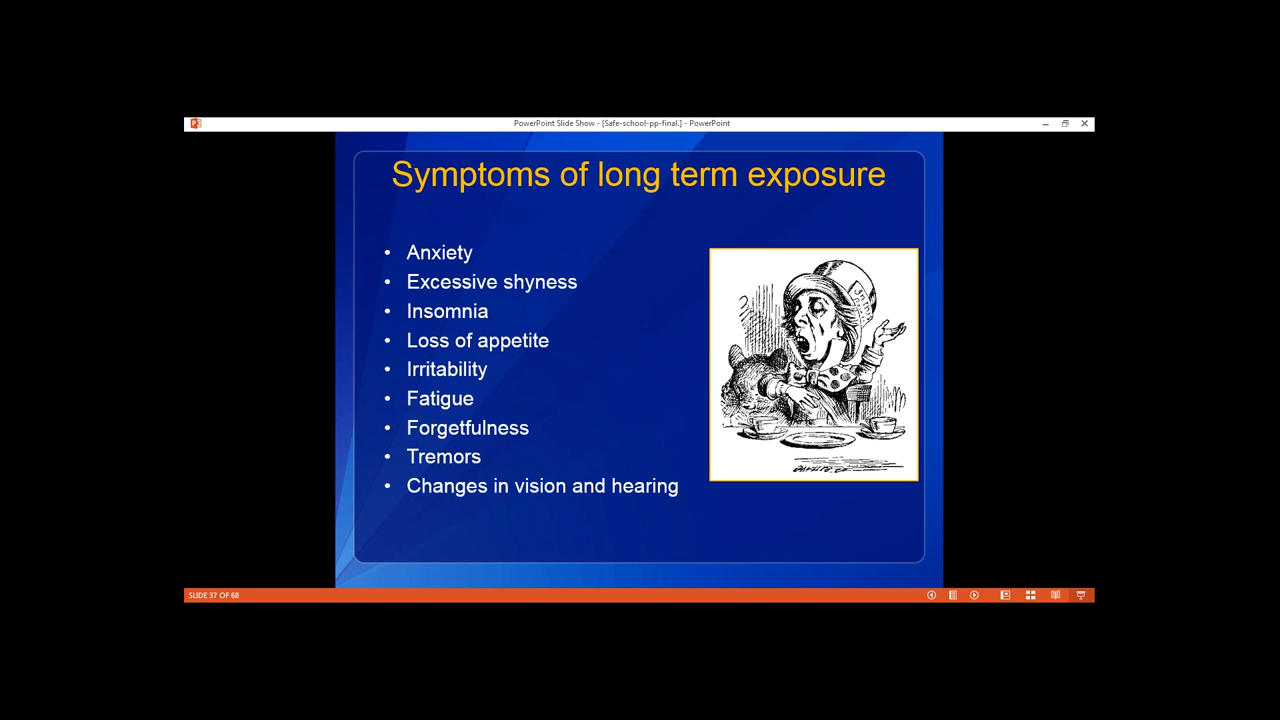 PowerPoint Slide Show - [Safe-school-pp-final.] - PowerPoint
Symptoms of long term exposure
• Anxiety
• Excessive shyness
• Insomnia
• Loss of appetite
• Irritability
• Fatigue
• Forgetfulness
• Tremors
• Changes in vision and hearing
SLIDE 37 OF 68